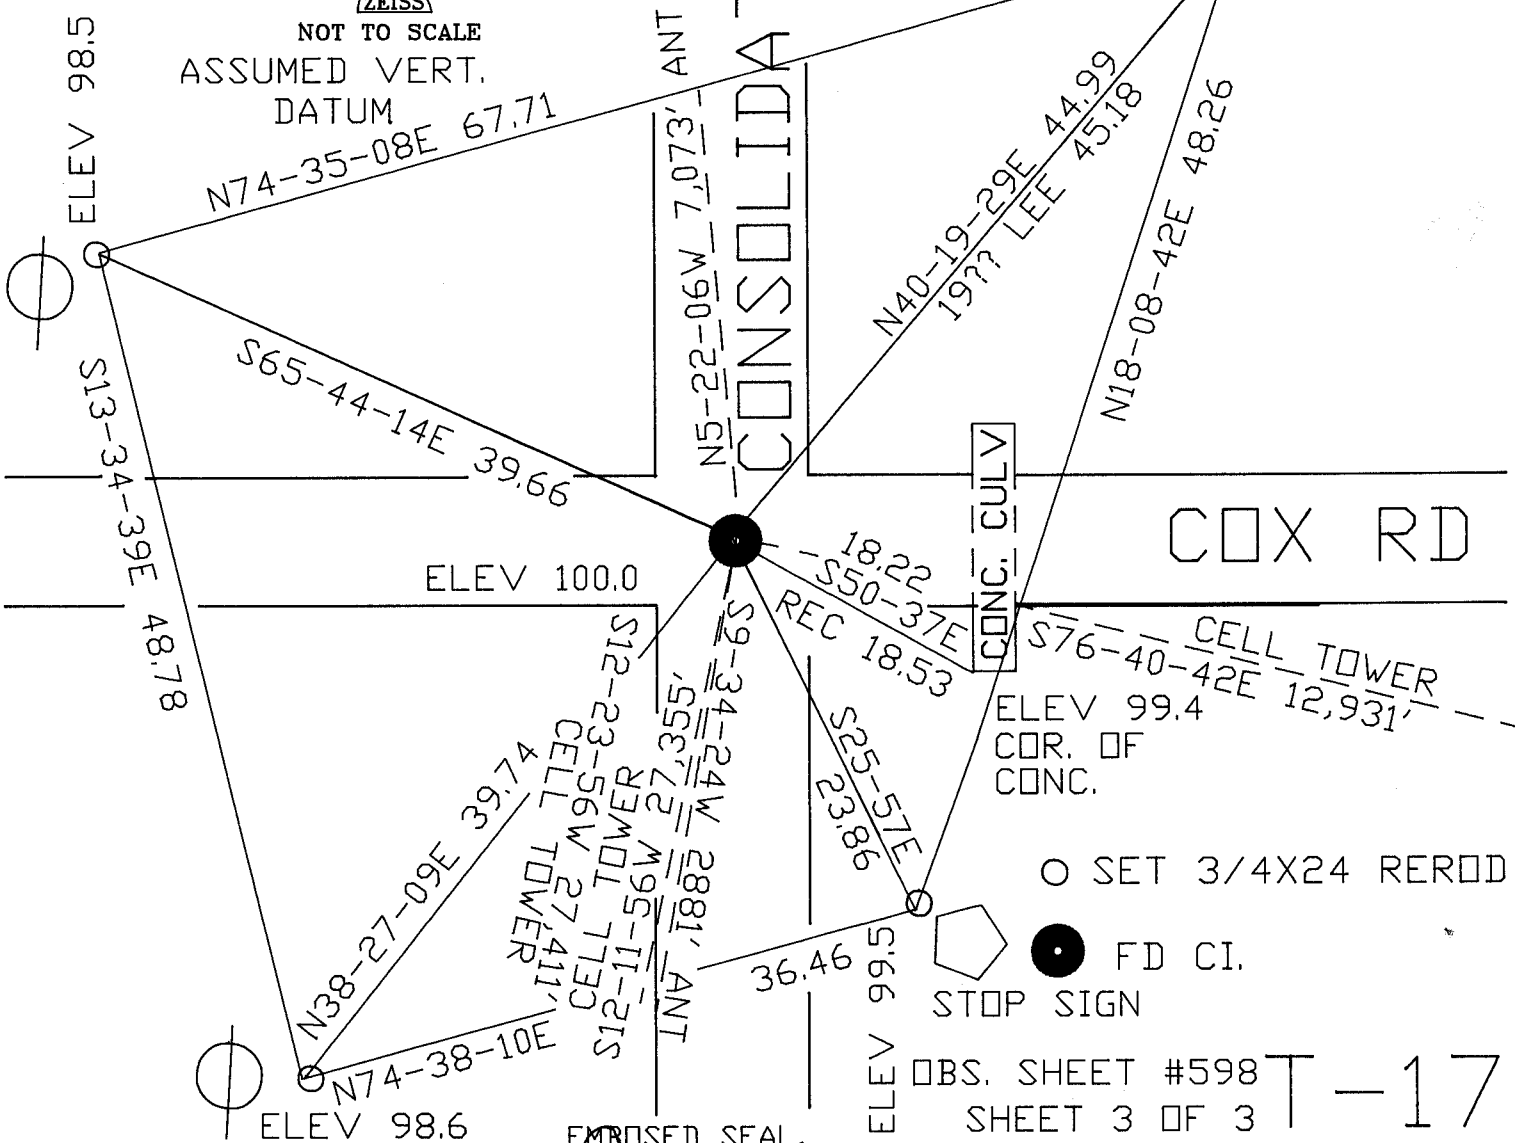 ZEISS
NOT TO SCALE
ASSUMED VERT.
DATUM
ELEV 98.5
N74-35-08E 67.71
ANT
N5-22-06W 7,073'
CONSOLIDA
N40-19-29E 44.99
19?? LEE 45.18
N18-08-42E 48.26
S65-44-14E 39.66
S13-34-39E 48.78
CONC. CULV
COX RD
ELEV 100.0
18.22
S50-37E
REC 18.53
CELL TOWER
S76-40-42E 12,931'
ELEV 99.4
COR. OF
CONC.
S25-57E
23.86
S9-34-24W 2881' ANT
S12-23-56W 27,411'
CELL TOWER
CELL TOWER
S12-11-56W 27,355'
N38-27-09E 39.74
N74-38-10E
36.46
ELEV 98.6
ELEV 99.5
SET 3/4X24 REROD
FD CI.
STOP SIGN
OBS. SHEET #598
SHEET 3 OF 3
T-17
EMBOSED SEAL.